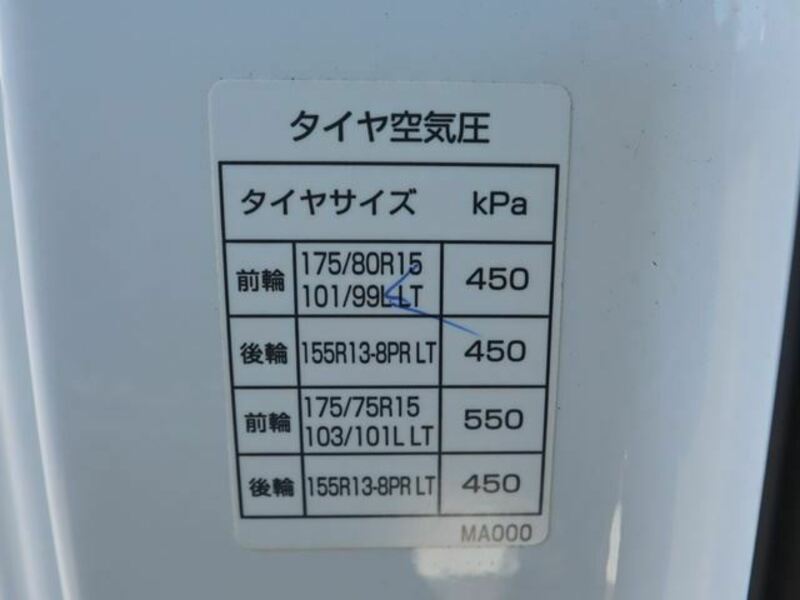 タイヤ空気圧
タイヤサイズ kPa
前輪 175/80R15 101/99L LT 450
後輪 155R13-8PR LT 450
前輪 175/75R15 103/101L LT 550
後輪 155R13-8PR LT 450
MA000